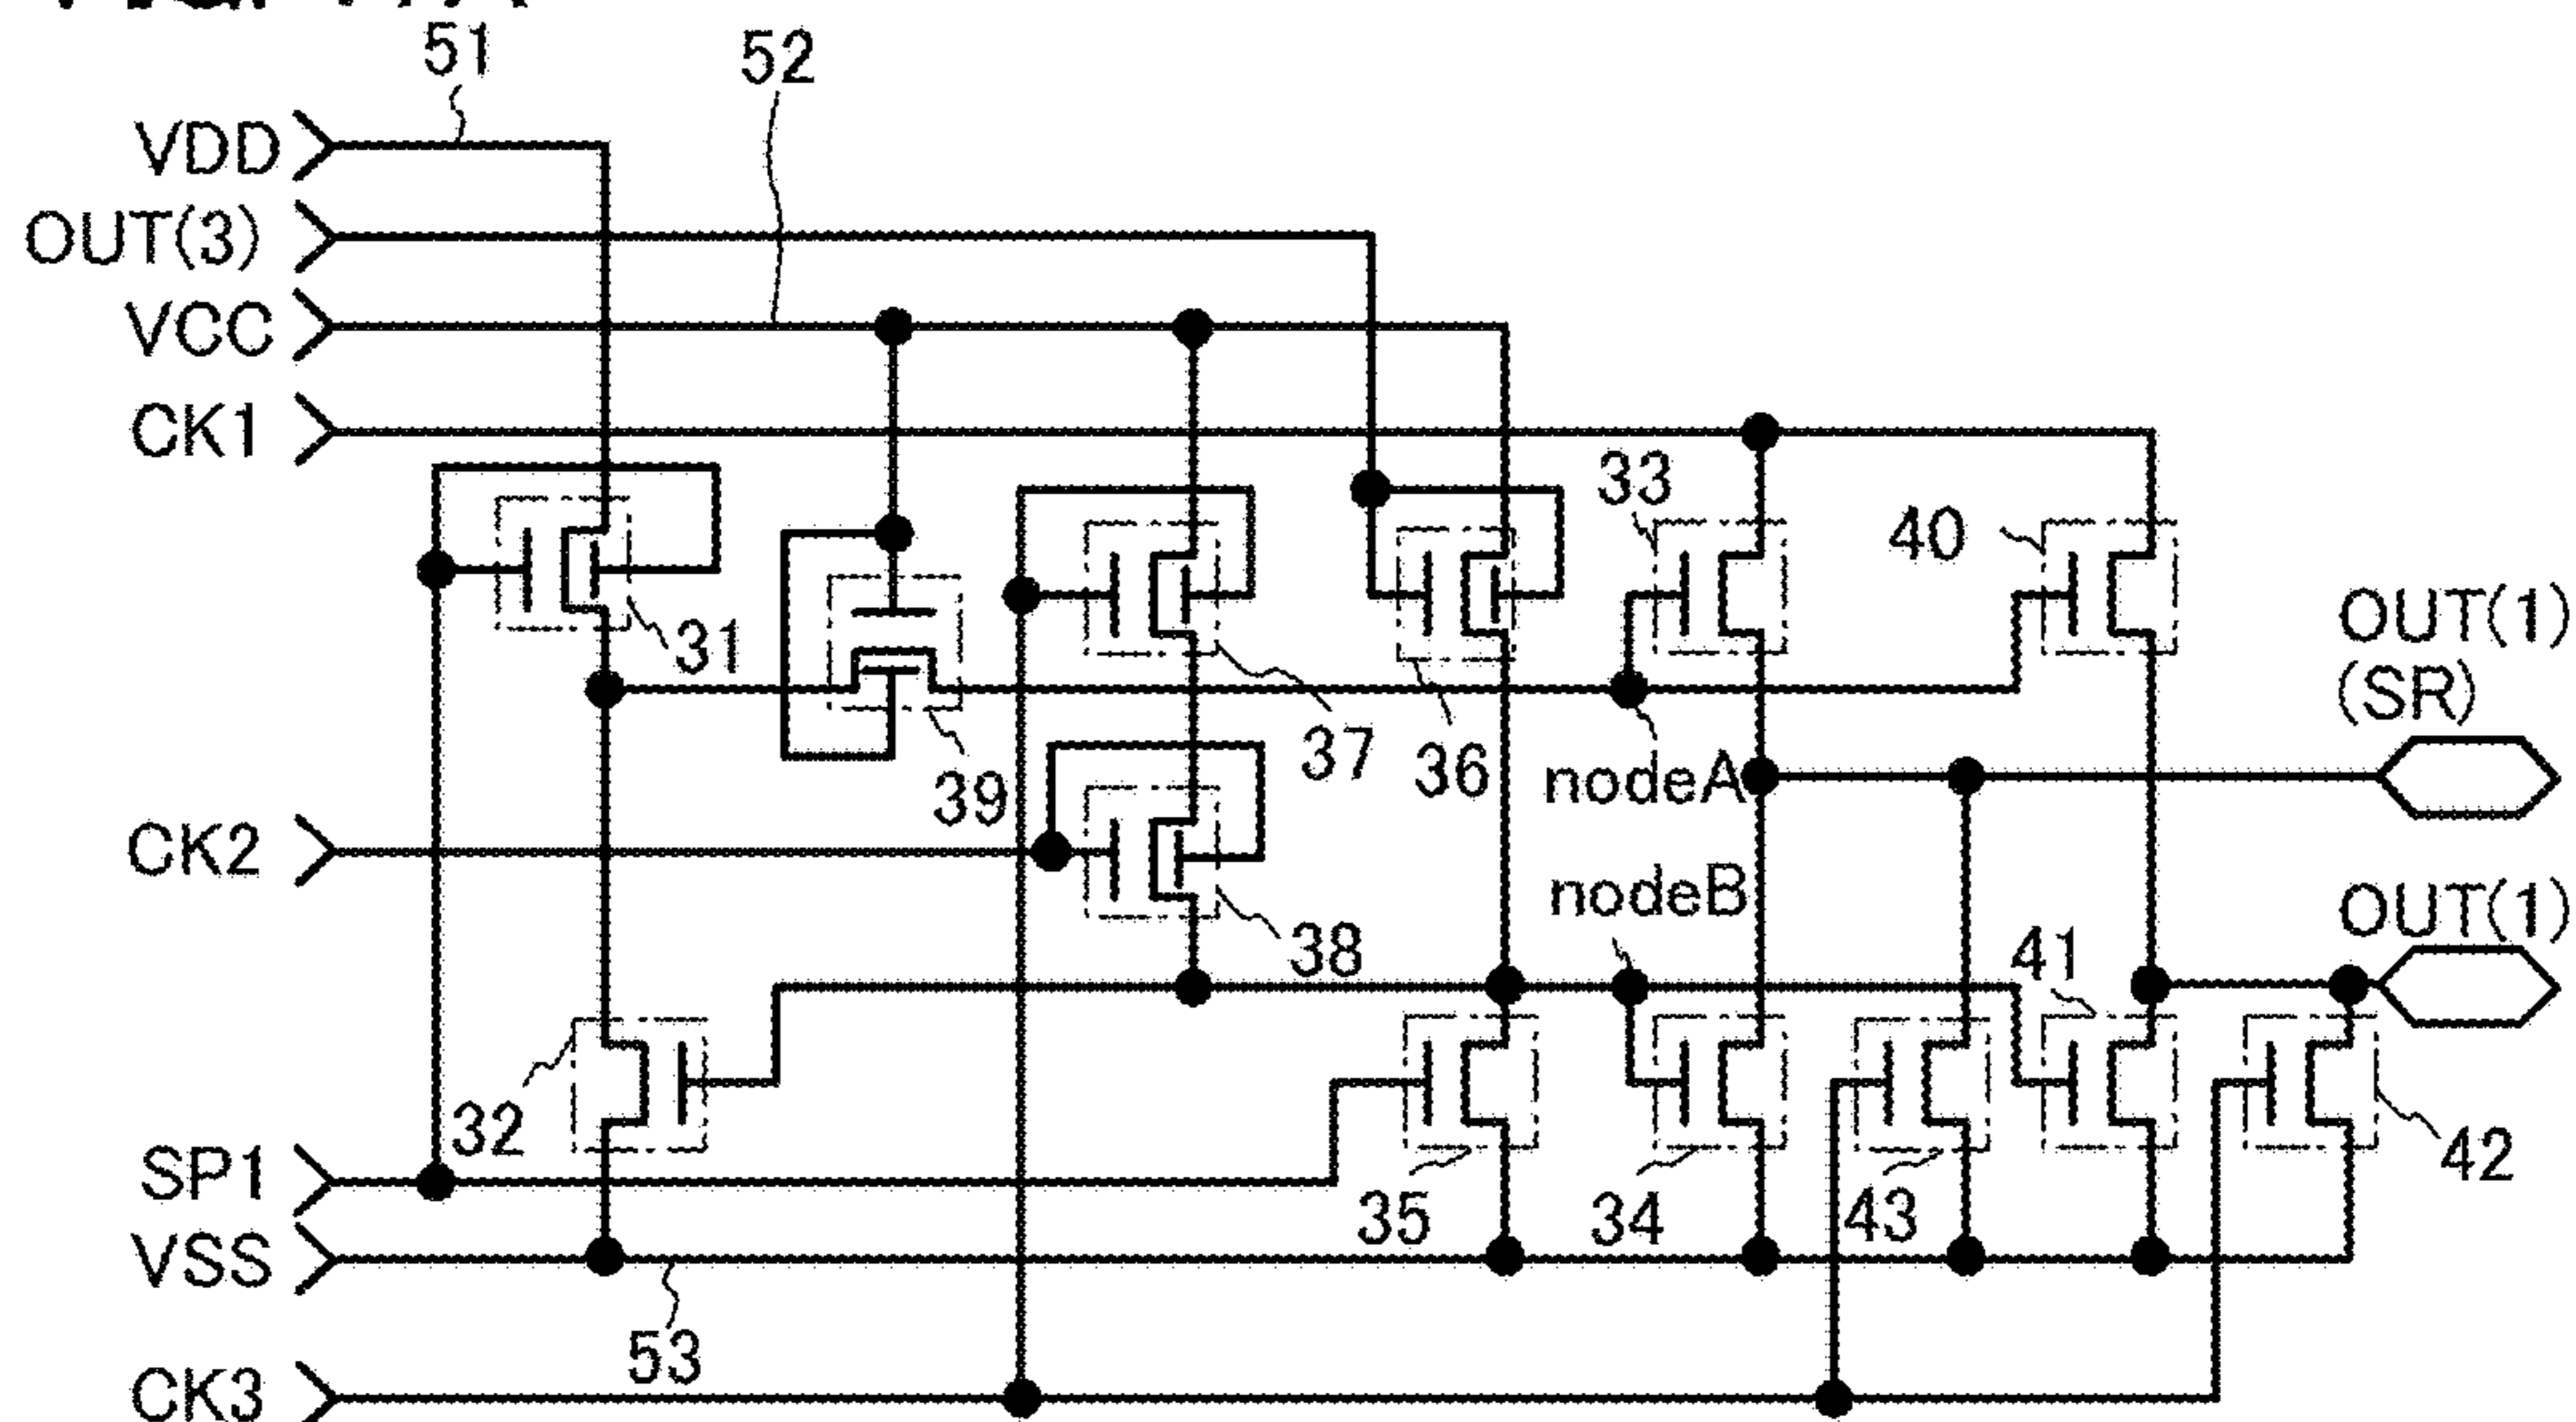 51
52
VDD
OUT(3)
VCC
CK1
33
40
31
OUT(1)
(SR)
37
36
39
nodeA
CK2
nodeB
38
OUT(1)
41
32
SP1
35
34
43
42
VSS
53
CK3